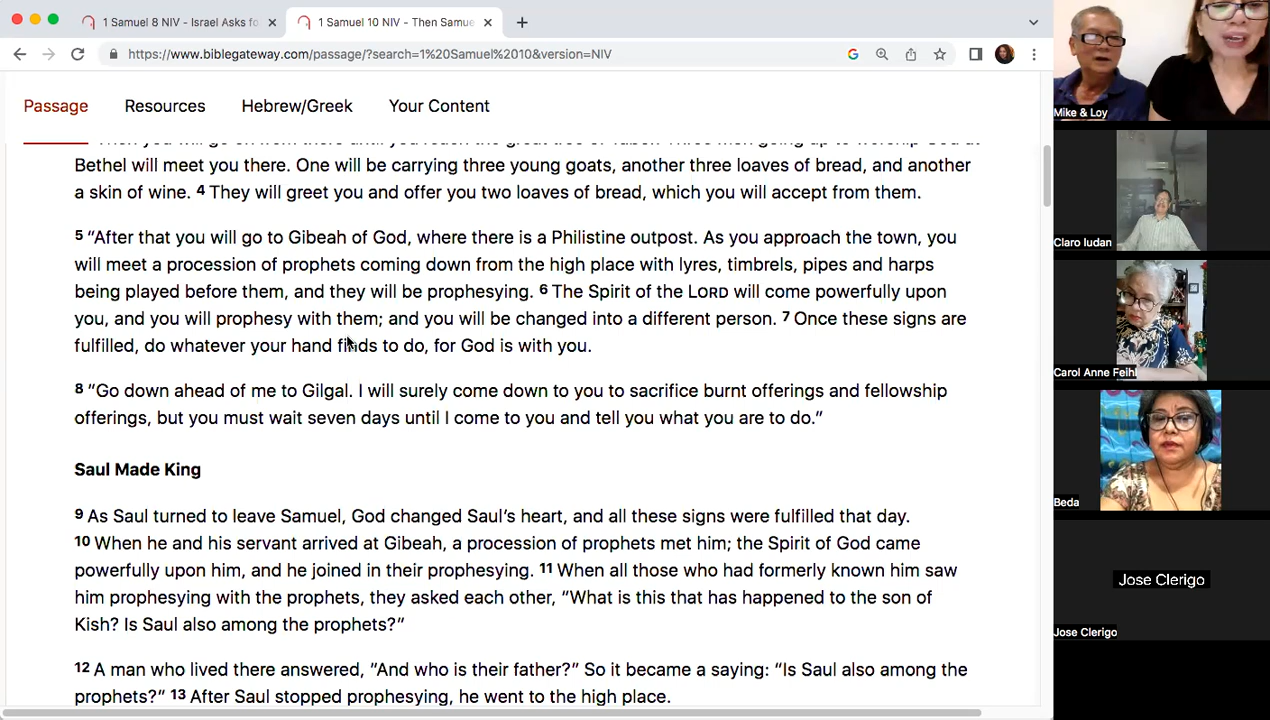 1 Samuel 8 NIV - Israel Asks fo
1 Samuel 10 NIV - Then Samue
https://www.biblegateway.com/passage/?search=1%20Samuel%2010&version=NIV
Passage
Resources
Hebrew/Greek
Your Content
Bethel will meet you there. One will be carrying three young goats, another three loaves of bread, and another
a skin of wine. 4 They will greet you and offer you two loaves of bread, which you will accept from them.
5 “After that you will go to Gibeah of God, where there is a Philistine outpost. As you approach the town, you
will meet a procession of prophets coming down from the high place with lyres, timbrels, pipes and harps
being played before them, and they will be prophesying. 6 The Spirit of the LORD will come powerfully upon
you, and you will prophesy with them; and you will be changed into a different person. 7 Once these signs are
fulfilled, do whatever your hand finds to do, for God is with you.
8 “Go down ahead of me to Gilgal. I will surely come down to you to sacrifice burnt offerings and fellowship
offerings, but you must wait seven days until I come to you and tell you what you are to do.”
Saul Made King
9 As Saul turned to leave Samuel, God changed Saul’s heart, and all these signs were fulfilled that day.
10 When he and his servant arrived at Gibeah, a procession of prophets met him; the Spirit of God came
powerfully upon him, and he joined in their prophesying. 11 When all those who had formerly known him saw
him prophesying with the prophets, they asked each other, “What is this that has happened to the son of
Kish? Is Saul also among the prophets?”
12 A man who lived there answered, “And who is their father?” So it became a saying: “Is Saul also among the
prophets?” 13 After Saul stopped prophesying, he went to the high place.
Mike & Loy
Claro Iudan
Carol Anne Feihl
Beda
Jose Clerigo
Jose Clerigo